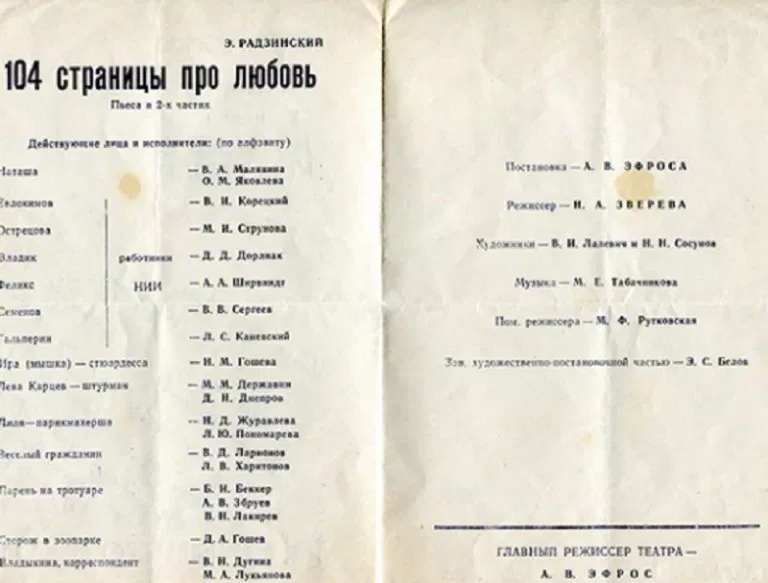 Э. РАДЗИНСКИЙ
104 страницы про любовь
Пьеса в 2-х частях
Действующие лица и исполнители: (по алфавиту)
Наташа — В. А. Малявина
О. М. Яковлева
Евдокимов — В. И. Корецкий
Острецова — М. И. Струнова
Владик работники — Д. Д. Дорлиак
Феликс НИИ — А. А. Ширвиндт
Семенов — В. В. Сергеев
Гальперин — Л. С. Каневский
Ира (мышка) — стюардесса — Н. М. Гошева
Лева Карцев — штурман — М. М. Державин
Д. И. Днепров
Лиля — парикмахерша — Н. Д. Журавлева
Л. Ю. Пономарева
Веселый гражданин — В. Д. Ларионов
Л. В. Харитонов
Парень на тротуаре — Б. И. Беккер
А. В. Збруев
В. Н. Лакирев
Сторож в зоопарке — Д. А. Гошев
Владыкина, корреспондент — В. Н. Дугина
М. А. Лукьянова
Постановка — А. В. ЭФРОСА
Режиссер — И. А. ЗВЕРЕВА
Художники — В. И. Лалевич и Н. Н. Сосунов
Музыка — М. Е. Табачникова
Пом. режиссера — М. Ф. Рутковская
Зав. художественно-постановочной частью — Э. С. Белов
ГЛАВНЫЙ РЕЖИССЕР ТЕАТРА —
А. В. ЭФРОС